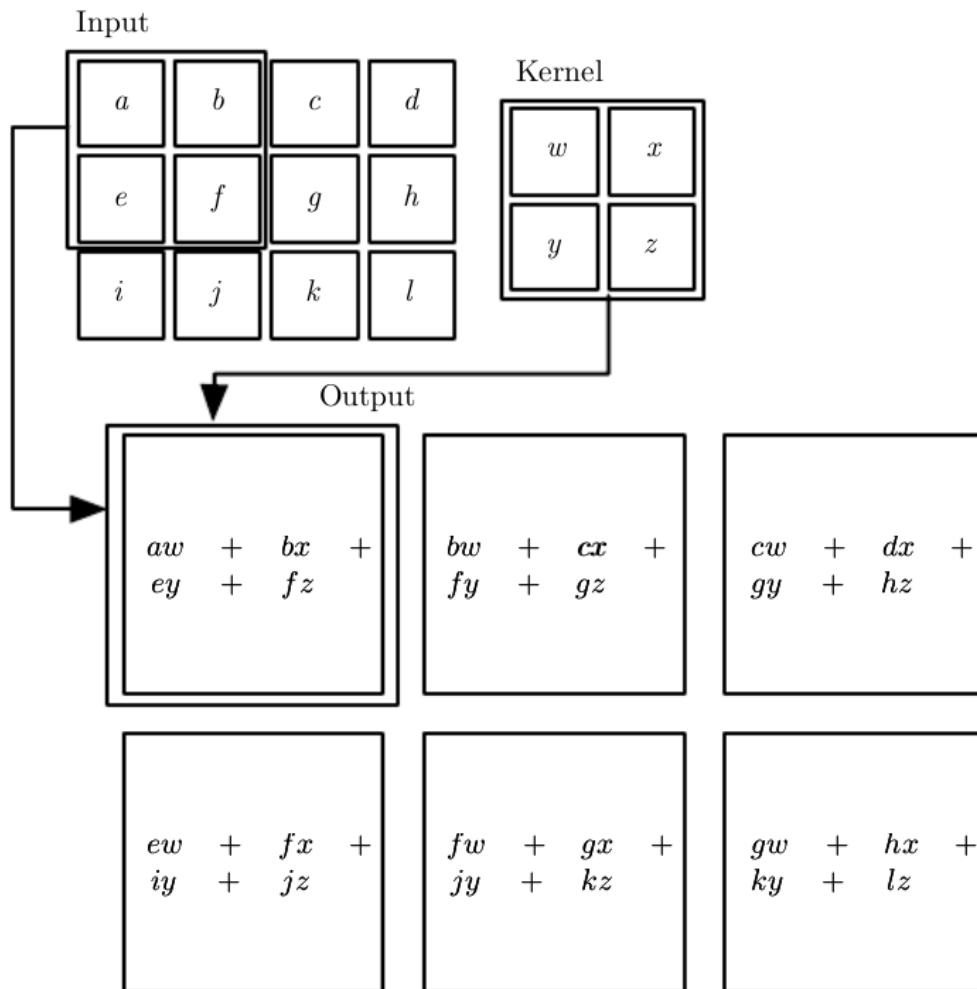 Input
Kernel
a b c d
w x
e f g h
y z
i j k l
Output
aw + bx + bw + cx + cw + dx +
ey + fz fy + gz gy + hz
ew + fx + fw + gx + gw + hx +
iy + jz jy + kz ky + lz